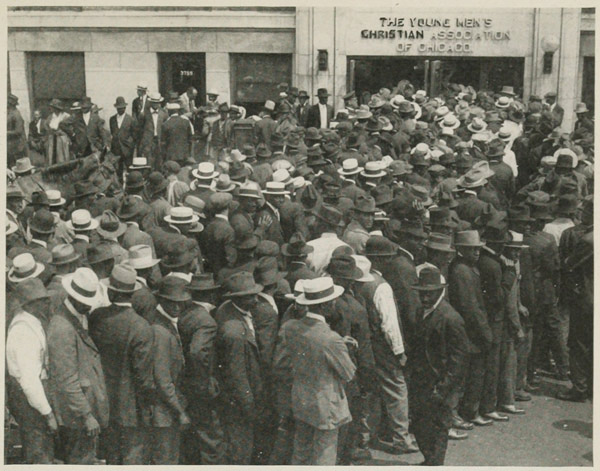 THE YOUNG MEN'S
CHRISTIAN ASSOCIATION
OF CHICAGO